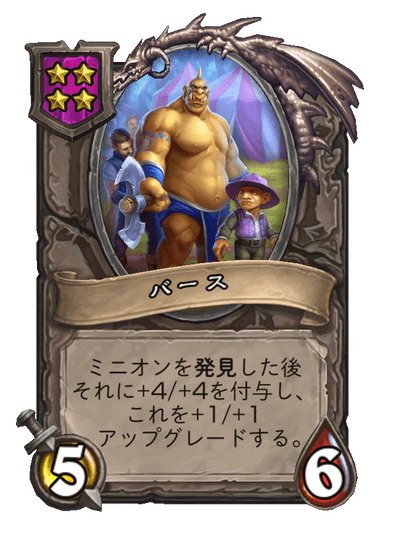 バース
ミニオンを発見した後
それに+4/+4を付与し、
これを+1/+1
アップグレードする。
5
6